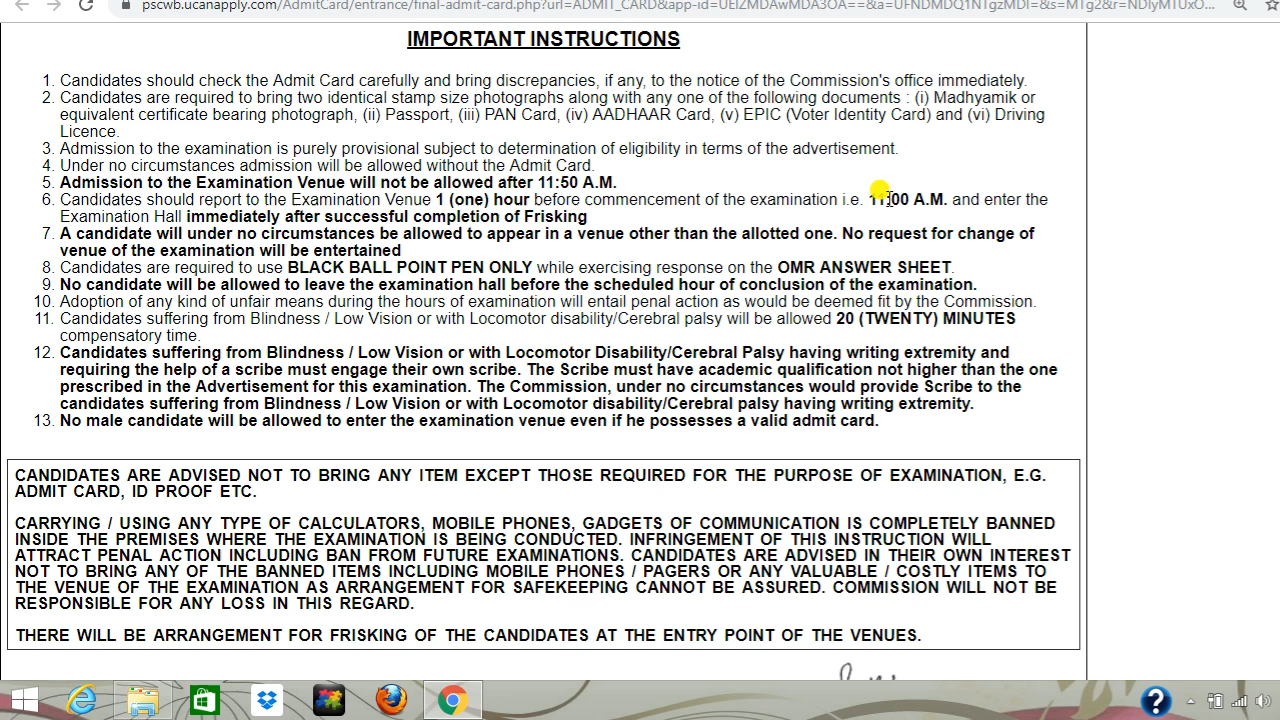 pscwb.ucanapply.com/AdmitCard/entrance/final-admit-card.php?url=ADMIT_CARD&app-id=UElZMDAwMDA3OA==&a=UFNDMDQ1NTgzMDI=&s=MTg2&r=NDIyMTUxO...
IMPORTANT INSTRUCTIONS
1. Candidates should check the Admit Card carefully and bring discrepancies, if any, to the notice of the Commission's office immediately.
2. Candidates are required to bring two identical stamp size photographs along with any one of the following documents : (i) Madhyamik or
equivalent certificate bearing photograph, (ii) Passport, (iii) PAN Card, (iv) AADHAAR Card, (v) EPIC (Voter Identity Card) and (vi) Driving
Licence.
3. Admission to the examination is purely provisional subject to determination of eligibility in terms of the advertisement.
4. Under no circumstances admission will be allowed without the Admit Card.
5. Admission to the Examination Venue will not be allowed after 11:50 A.M.
6. Candidates should report to the Examination Venue 1 (one) hour before commencement of the examination i.e. 11:00 A.M. and enter the
Examination Hall immediately after successful completion of Frisking
7. A candidate will under no circumstances be allowed to appear in a venue other than the allotted one. No request for change of
venue of the examination will be entertained
8. Candidates are required to use BLACK BALL POINT PEN ONLY while exercising response on the OMR ANSWER SHEET.
9. No candidate will be allowed to leave the examination hall before the scheduled hour of conclusion of the examination.
10. Adoption of any kind of unfair means during the hours of examination will entail penal action as would be deemed fit by the Commission.
11. Candidates suffering from Blindness / Low Vision or with Locomotor disability/Cerebral palsy will be allowed 20 (TWENTY) MINUTES
compensatory time.
12. Candidates suffering from Blindness / Low Vision or with Locomotor Disability/Cerebral Palsy having writing extremity and
requiring the help of a scribe must engage their own scribe. The Scribe must have academic qualification not higher than the one
prescribed in the Advertisement for this examination. The Commission, under no circumstances would provide Scribe to the
candidates suffering from Blindness / Low Vision or with Locomotor disability/Cerebral palsy having writing extremity.
13. No male candidate will be allowed to enter the examination venue even if he possesses a valid admit card.
CANDIDATES ARE ADVISED NOT TO BRING ANY ITEM EXCEPT THOSE REQUIRED FOR THE PURPOSE OF EXAMINATION, E.G.
ADMIT CARD, ID PROOF ETC.
CARRYING / USING ANY TYPE OF CALCULATORS, MOBILE PHONES, GADGETS OF COMMUNICATION IS COMPLETELY BANNED
INSIDE THE PREMISES WHERE THE EXAMINATION IS BEING CONDUCTED. INFRINGEMENT OF THIS INSTRUCTION WILL
ATTRACT PENAL ACTION INCLUDING BAN FROM FUTURE EXAMINATIONS. CANDIDATES ARE ADVISED IN THEIR OWN INTEREST
NOT TO BRING ANY OF THE BANNED ITEMS INCLUDING MOBILE PHONES / PAGERS OR ANY VALUABLE / COSTLY ITEMS TO
THE VENUE OF THE EXAMINATION AS ARRANGEMENT FOR SAFEKEEPING CANNOT BE ASSURED. COMMISSION WILL NOT BE
RESPONSIBLE FOR ANY LOSS IN THIS REGARD.
THERE WILL BE ARRANGEMENT FOR FRISKING OF THE CANDIDATES AT THE ENTRY POINT OF THE VENUES.